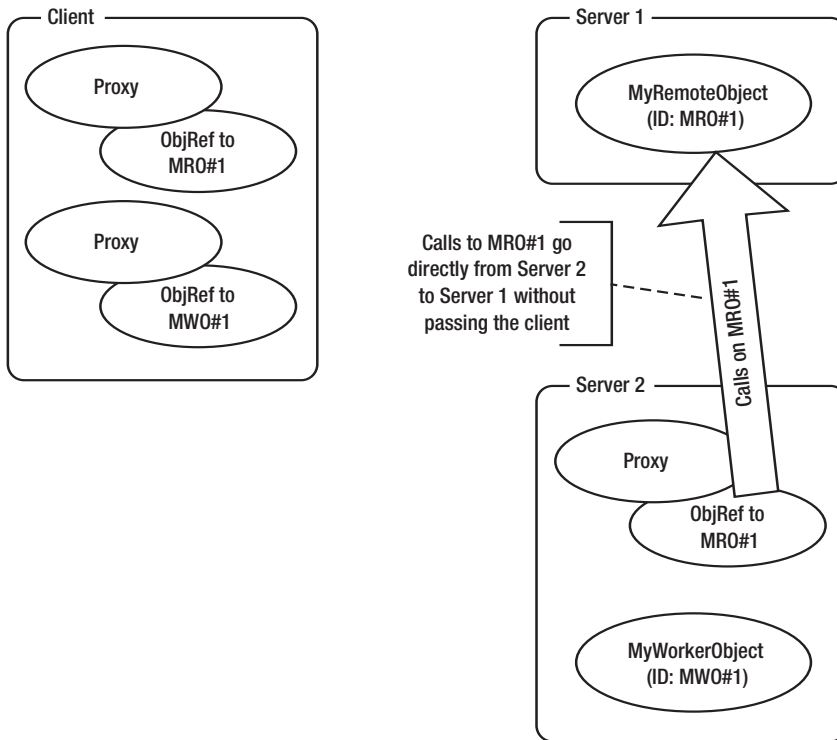 Client
Proxy
ObjRef to
MRO#1
Proxy
ObjRef to
MWO#1
Server 1
MyRemoteObject
(ID: MRO#1)
Calls to MRO#1 go
directly from Server 2
to Server 1 without
passing the client
Calls on MRO#1
Server 2
Proxy
ObjRef to
MRO#1
MyWorkerObject
(ID: MWO#1)